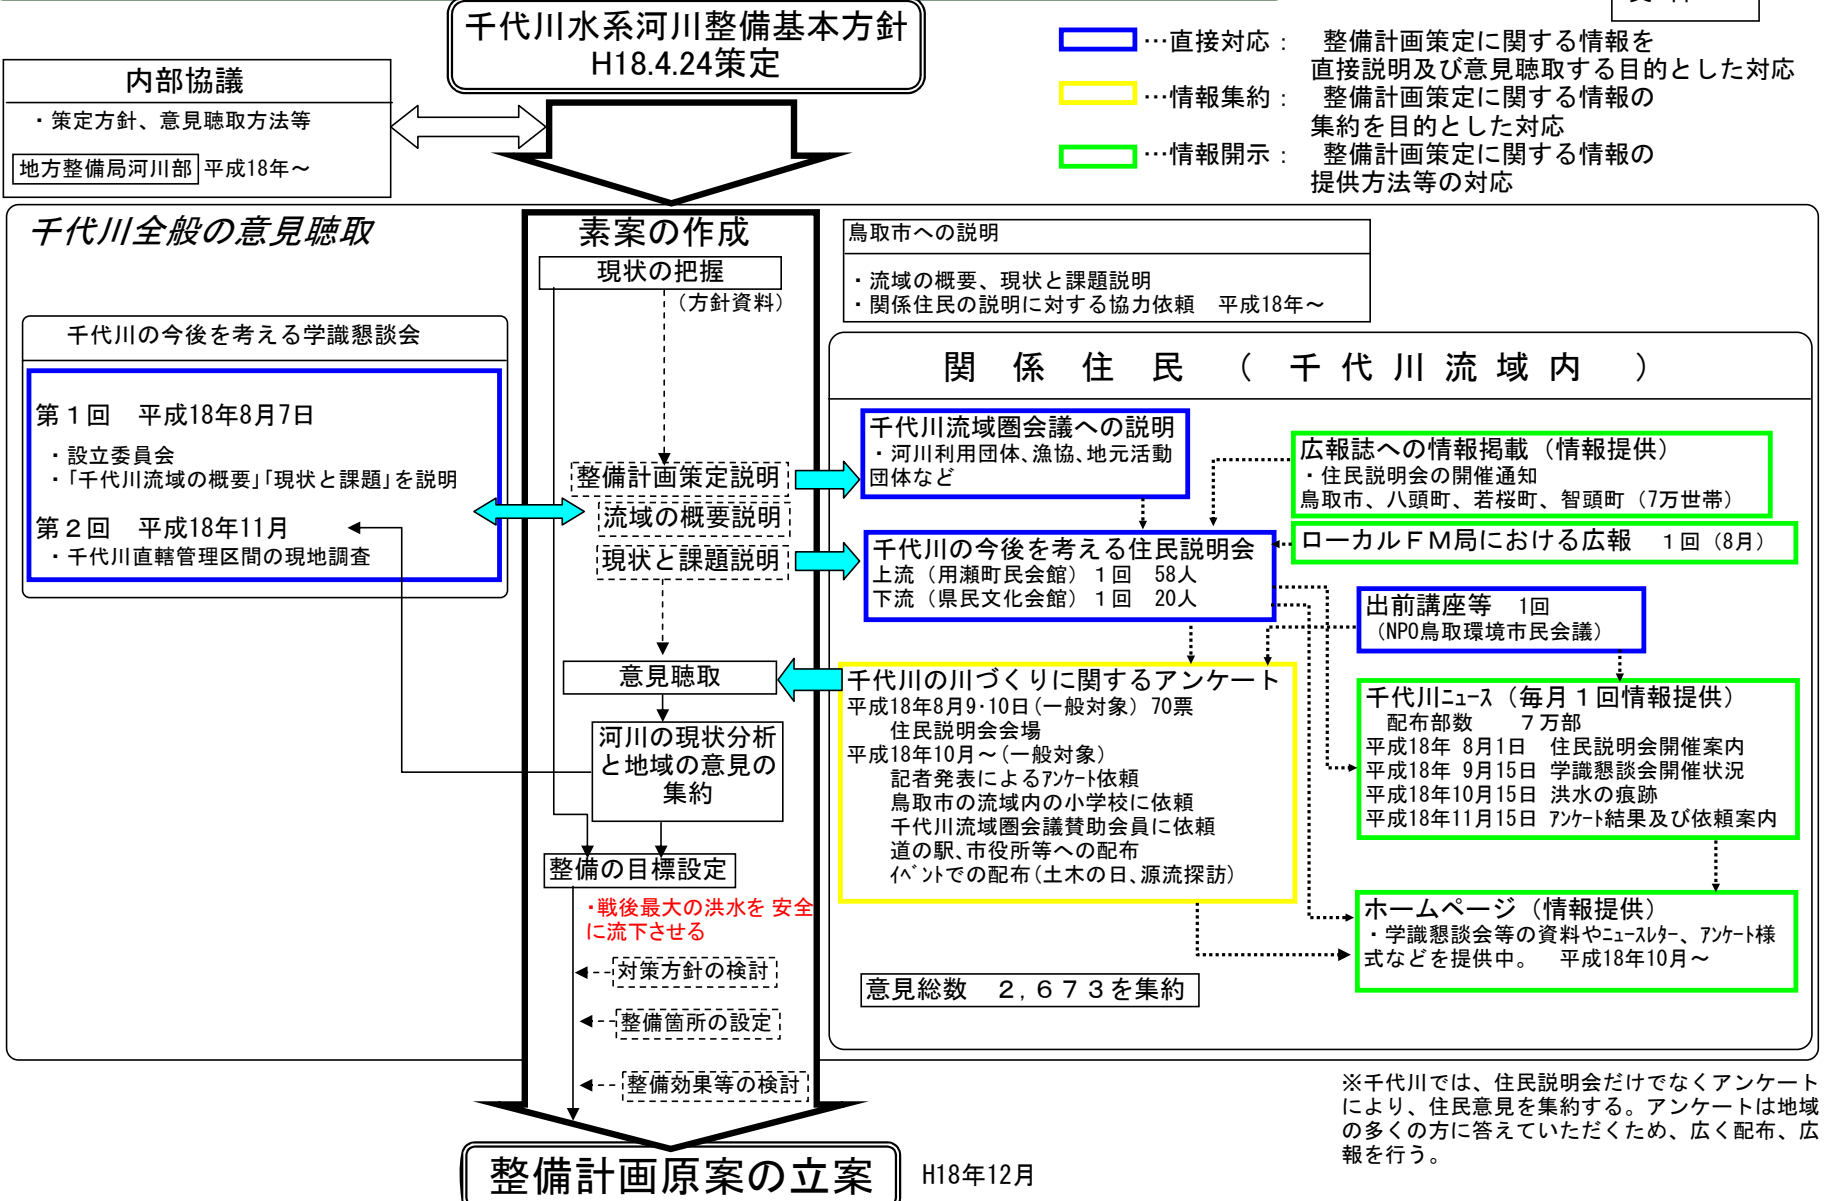 千代川水系河川整備基本方針
H18.4.24策定
…直接対応： 整備計画策定に関する情報を
直接説明及び意見聴取する目的とした対応
…情報集約： 整備計画策定に関する情報の
集約を目的とした対応
…情報開示： 整備計画策定に関する情報の
提供方法等の対応
内部協議
・策定方針、意見聴取方法等
地方整備局河川部 平成18年～
千代川全般の意見聴取
千代川の今後を考える学識懇談会
第１回 平成18年8月7日
・設立委員会
・「千代川流域の概要」「現状と課題」を説明
第２回 平成18年11月
・千代川直轄管理区間の現地調査
素案の作成
現状の把握
（方針資料）
整備計画策定説明
流域の概要説明
現状と課題説明
意見聴取
河川の現状分析
と地域の意見の
集約
整備の目標設定
・戦後最大の洪水を 安全
に流下させる
対策方針の検討
整備箇所の設定
整備効果等の検討
鳥取市への説明
・流域の概要、現状と課題説明
・関係住民の説明に対する協力依頼 平成18年～
関係住民（千代川流域内）
千代川流域圏会議への説明
・河川利用団体、漁協、地元活動
団体など
千代川の今後を考える住民説明会
上流（用瀬町民会館）１回 58人
下流（県民文化会館）１回 20人
千代川の川づくりに関するアンケート
平成18年8月9・10日（一般対象）70票
住民説明会会場
平成18年10月～（一般対象）
記者発表によるｱﾝｹｰﾄ依頼
鳥取市の流域内の小学校に依頼
千代川流域圏会議賛助会員に依頼
道の駅、市役所等への配布
ｲﾍﾞﾝﾄでの配布（土木の日、源流探訪）
意見総数 ２,６７３を集約
広報誌への情報掲載（情報提供）
・住民説明会の開催通知
鳥取市、八頭町、若桜町、智頭町（7万世帯）
ローカルＦＭ局における広報 １回（8月）
出前講座等 1回
（NPO鳥取環境市民会議）
千代川ﾆｭｰｽ（毎月１回情報提供）
配布部数 ７万部
平成18年 8月1日 住民説明会開催案内
平成18年 9月15日 学識懇談会開催状況
平成18年10月15日 洪水の痕跡
平成18年11月15日 ｱﾝｹｰﾄ結果及び依頼案内
ホームページ（情報提供）
・学識懇談会等の資料やﾆｭｰｽﾚﾀｰ、ｱﾝｹｰﾄ様
式などを提供中。 平成18年10月～
※千代川では、住民説明会だけでなくアンケート
により、住民意見を集約する。アンケートは地域
の多くの方に答えていただくため、広く配布、広
報を行う。
整備計画原案の立案
H18年12月